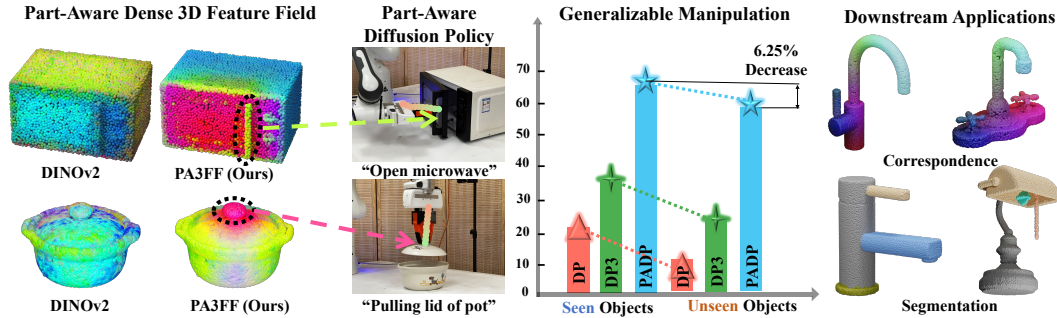 Part-Aware Dense 3D Feature Field
DINOv2
PA3FF (Ours)
DINOv2
PA3FF (Ours)
Part-Aware
Diffusion Policy
“Open microwave”
“Pulling lid of pot”
Generalizable Manipulation
6.25%
Decrease
70
60
50
40
30
20
10
0
DP
DP3
PADP
DP
DP3
PADP
Seen Objects
Unseen Objects
Downstream Applications
Correspondence
Segmentation